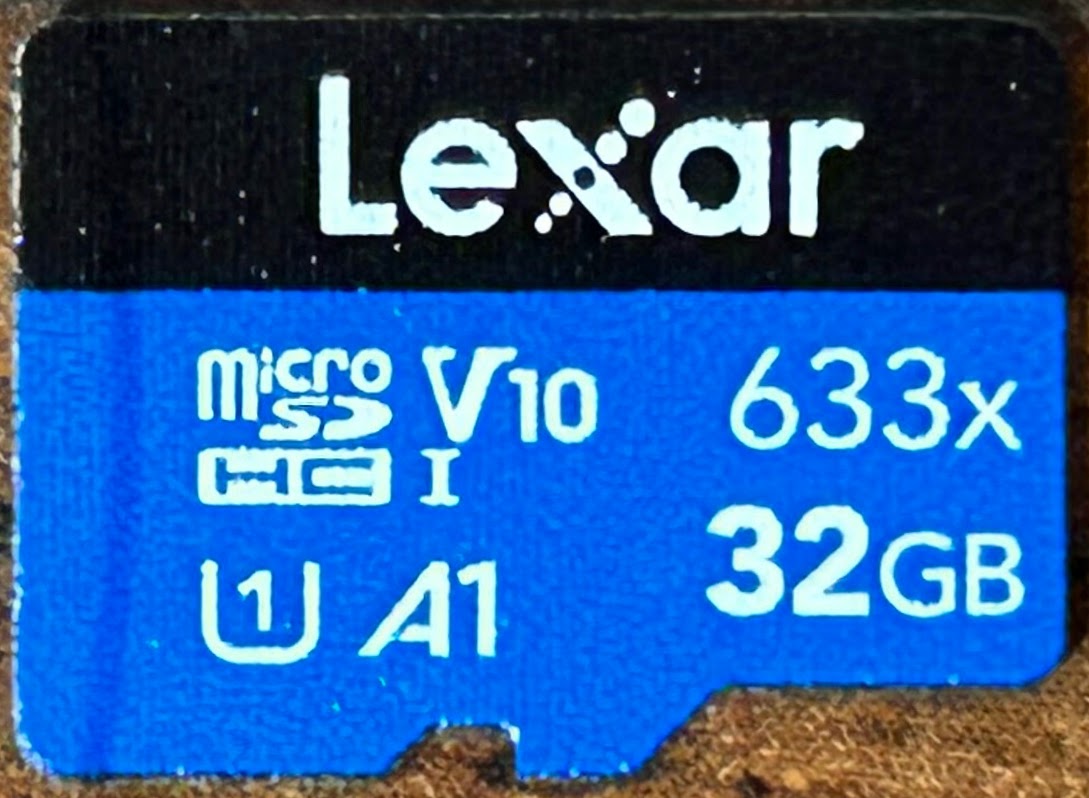 Lexar
micro SD HC I V10 633x
32GB
U1 A1